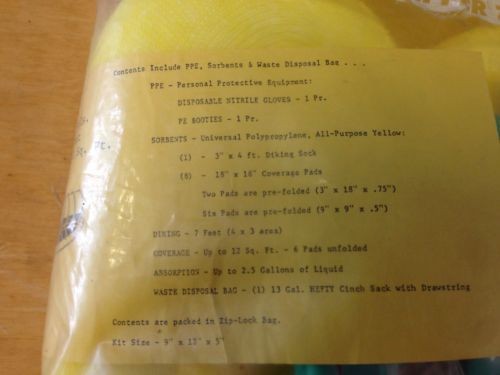 Contents Include PPE, Sorbents & Waste Disposal Bag . . .
PPE - Personal Protective Equipment:
DISPOSABLE NITRILE GLOVES - 1 Pr.
PE BOOTIES - 1 Pr.
SORBENTS - Universal Polypropylene, All-Purpose Yellow:
(1) - 3" x 4 ft. Diking Sock
(8) - 18" x 18" Coverage Pads
Two Pads are pre-folded (3" x 18" x .75")
Six Pads are pre-folded (9" x 9" x .5")
DIKING - 7 Feet (4 x 3 area)
COVERAGE - Up to 12 Sq. Ft. - 6 Pads unfolded
ABSORPTION - Up to 2.5 Gallons of Liquid
WASTE DISPOSAL BAG - (1) 13 Gal. HEFTY Cinch Sack with Drawstring
Contents are packed in Zip-Lock Bag.
Kit Size - 9" x 12" x 5"